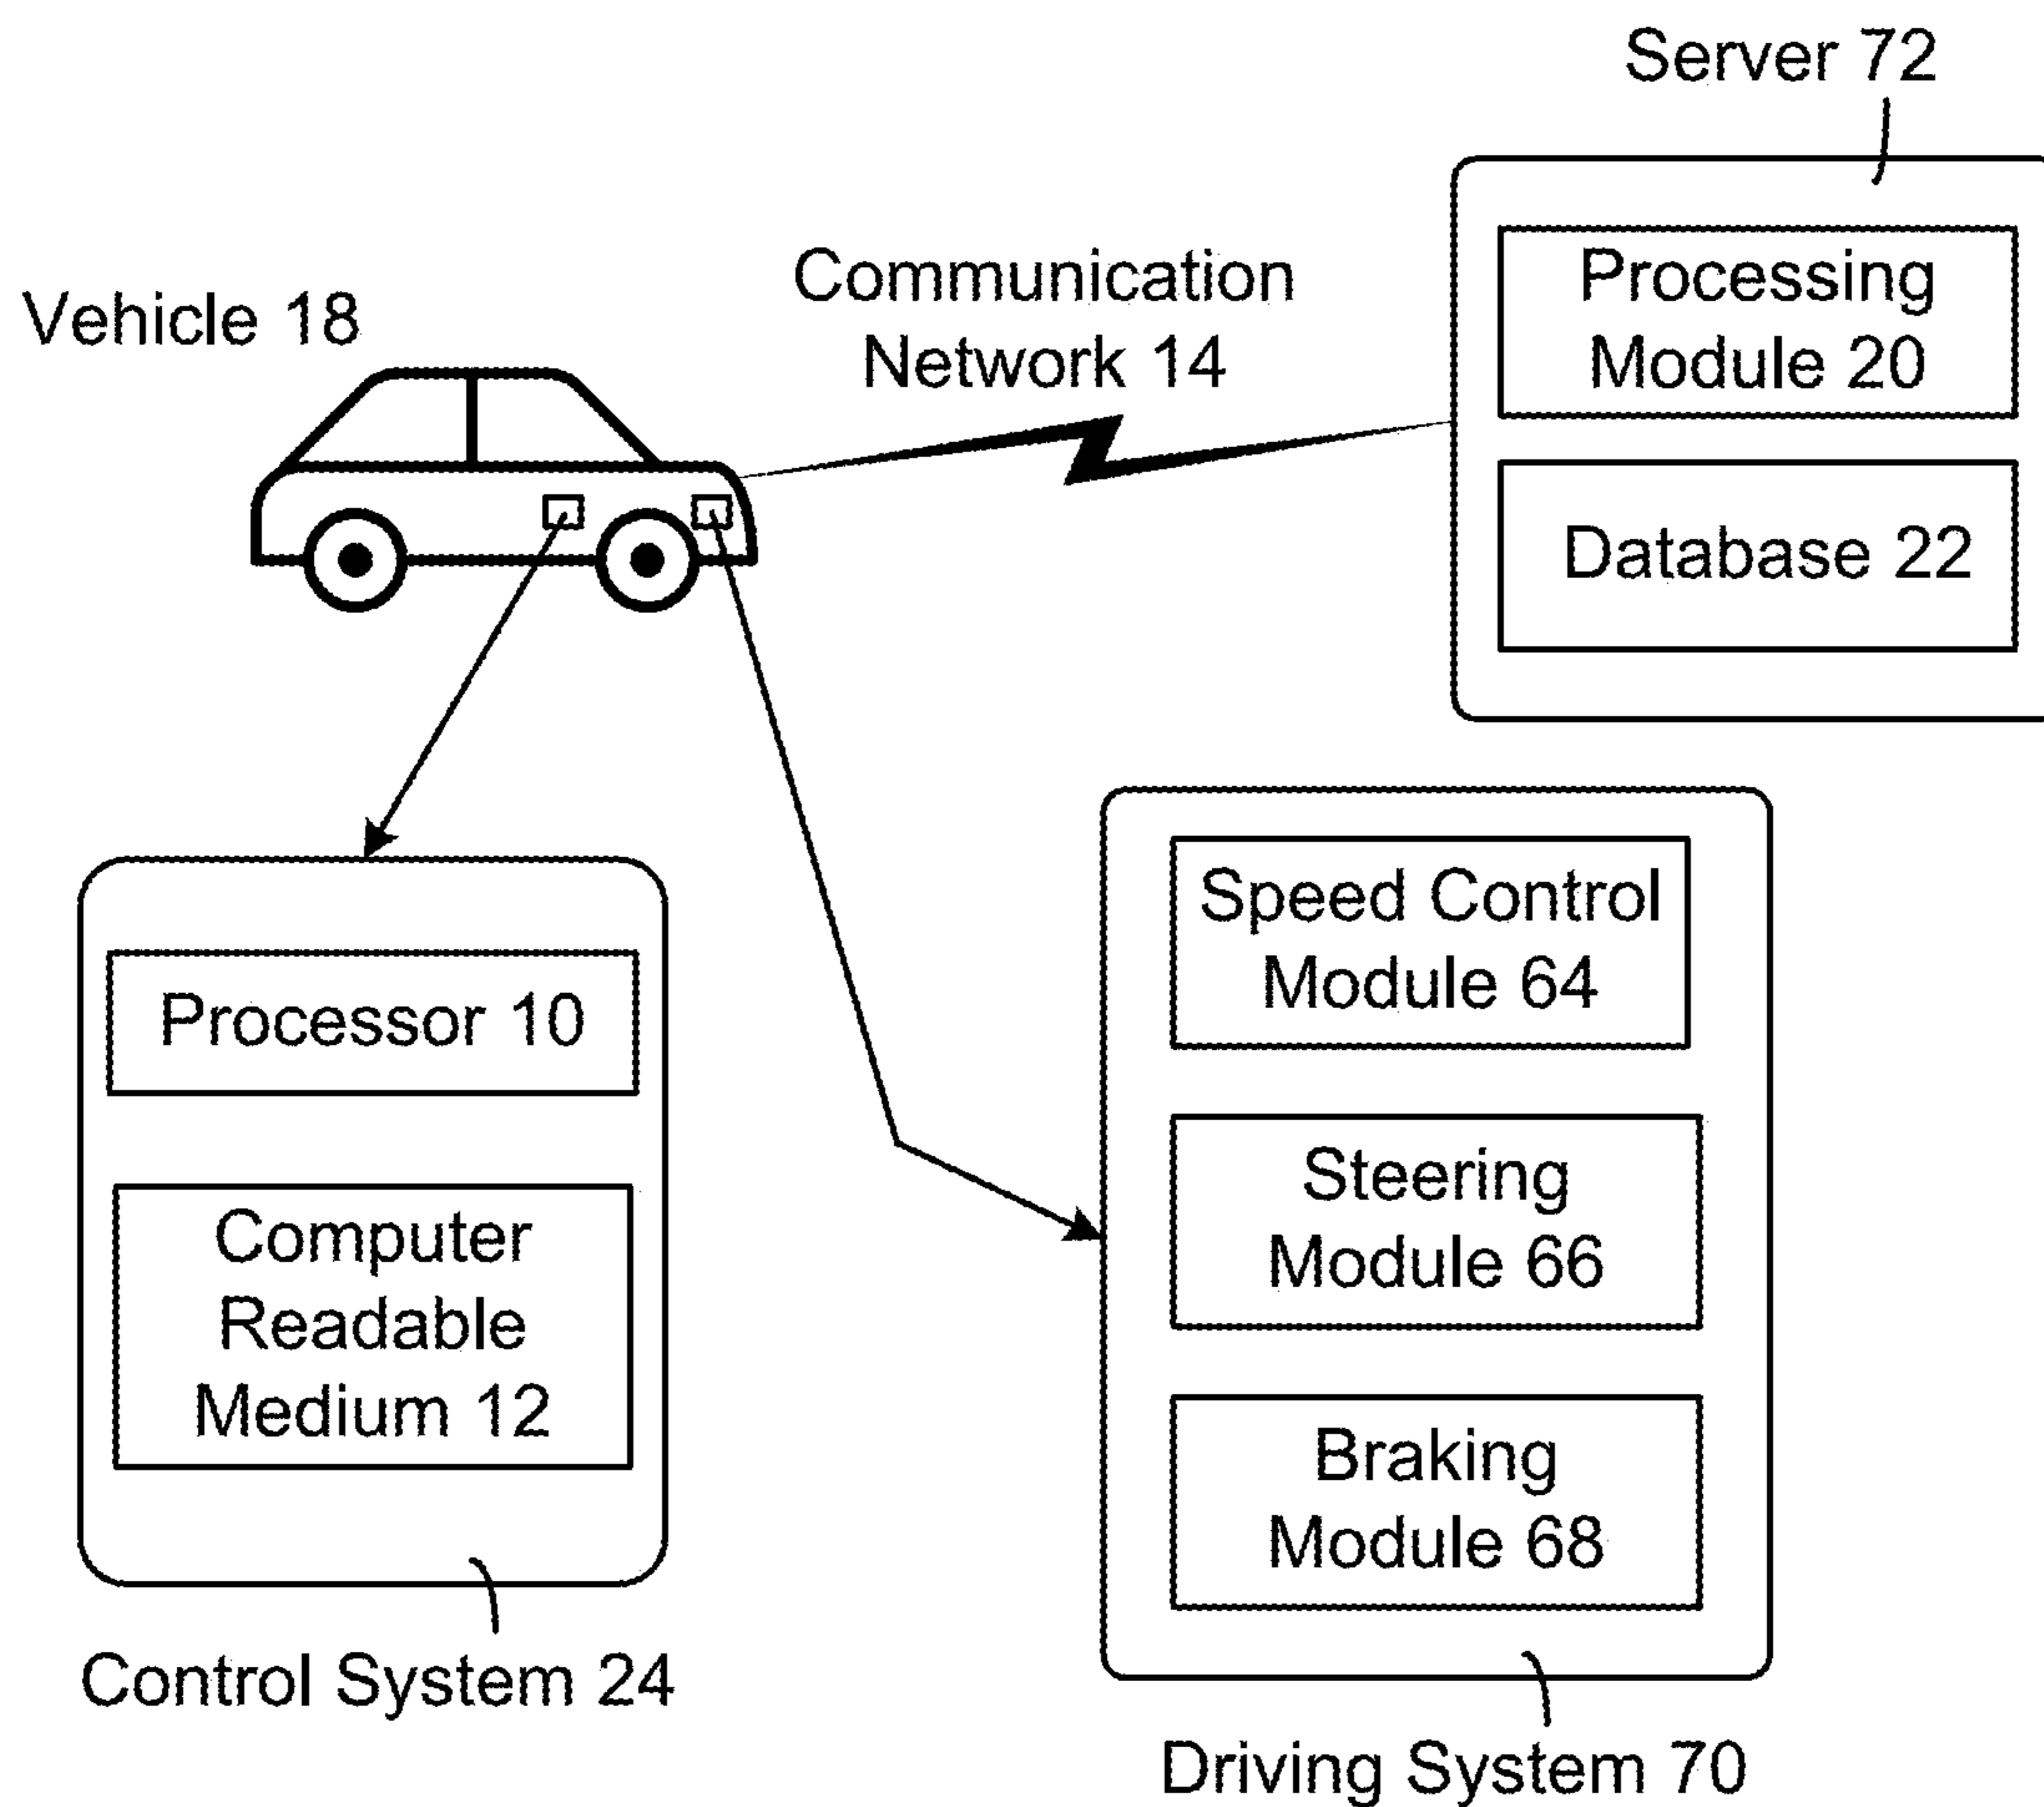 Server 72
Processing
Module 20
Database 22
Communication
Network 14
Vehicle 18
Processor 10
Computer
Readable
Medium 12
Control System 24
Speed Control
Module 64
Steering
Module 66
Braking
Module 68
Driving System 70